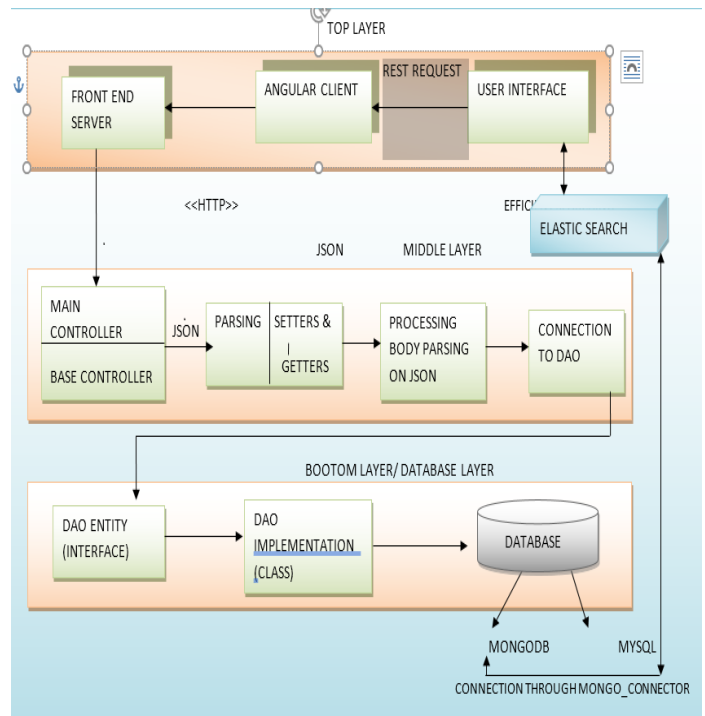 TOP LAYER
REST REQUEST
FRONT END
SERVER
ANGULAR CLIENT
USER INTERFACE
<<HTTP>>
ELASTIC SEARCH
JSON
MIDDLE LAYER
MAIN
CONTROLLER
BASE CONTROLLER
JSON
PARSING
SETTERS &
GETTERS
PROCESSING
BODY PARSING
ON JSON
CONNECTION
TO DAO
BOOTOM LAYER/ DATABASE LAYER
DAO ENTITY
(INTERFACE)
DAO
IMPLEMENTATION
(CLASS)
DATABASE
MONGODB
MYSQL
CONNECTION THROUGH MONGO_CONNECTOR